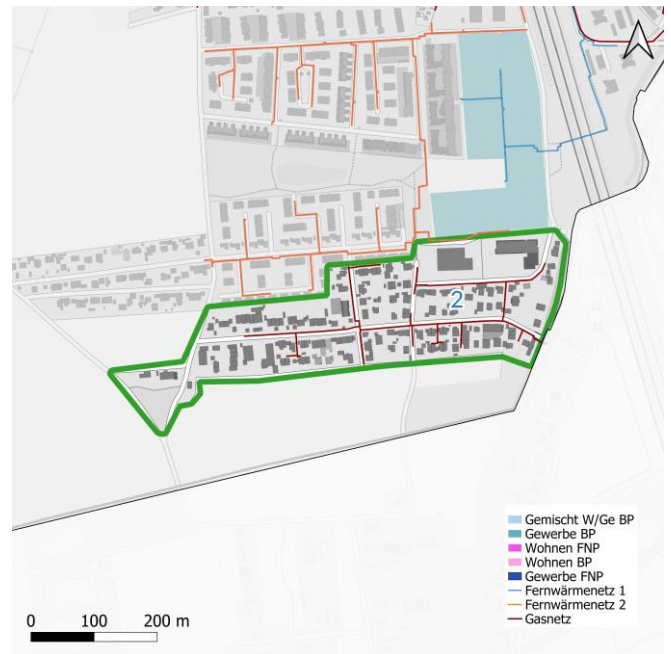 2
Gemischt W/Ge BP
Gewerbe BP
Wohnen FNP
Wohnen BP
Gewerbe FNP
Fernwärmenetz 1
Fernwärmenetz 2
Gasnetz
0 100 200 m